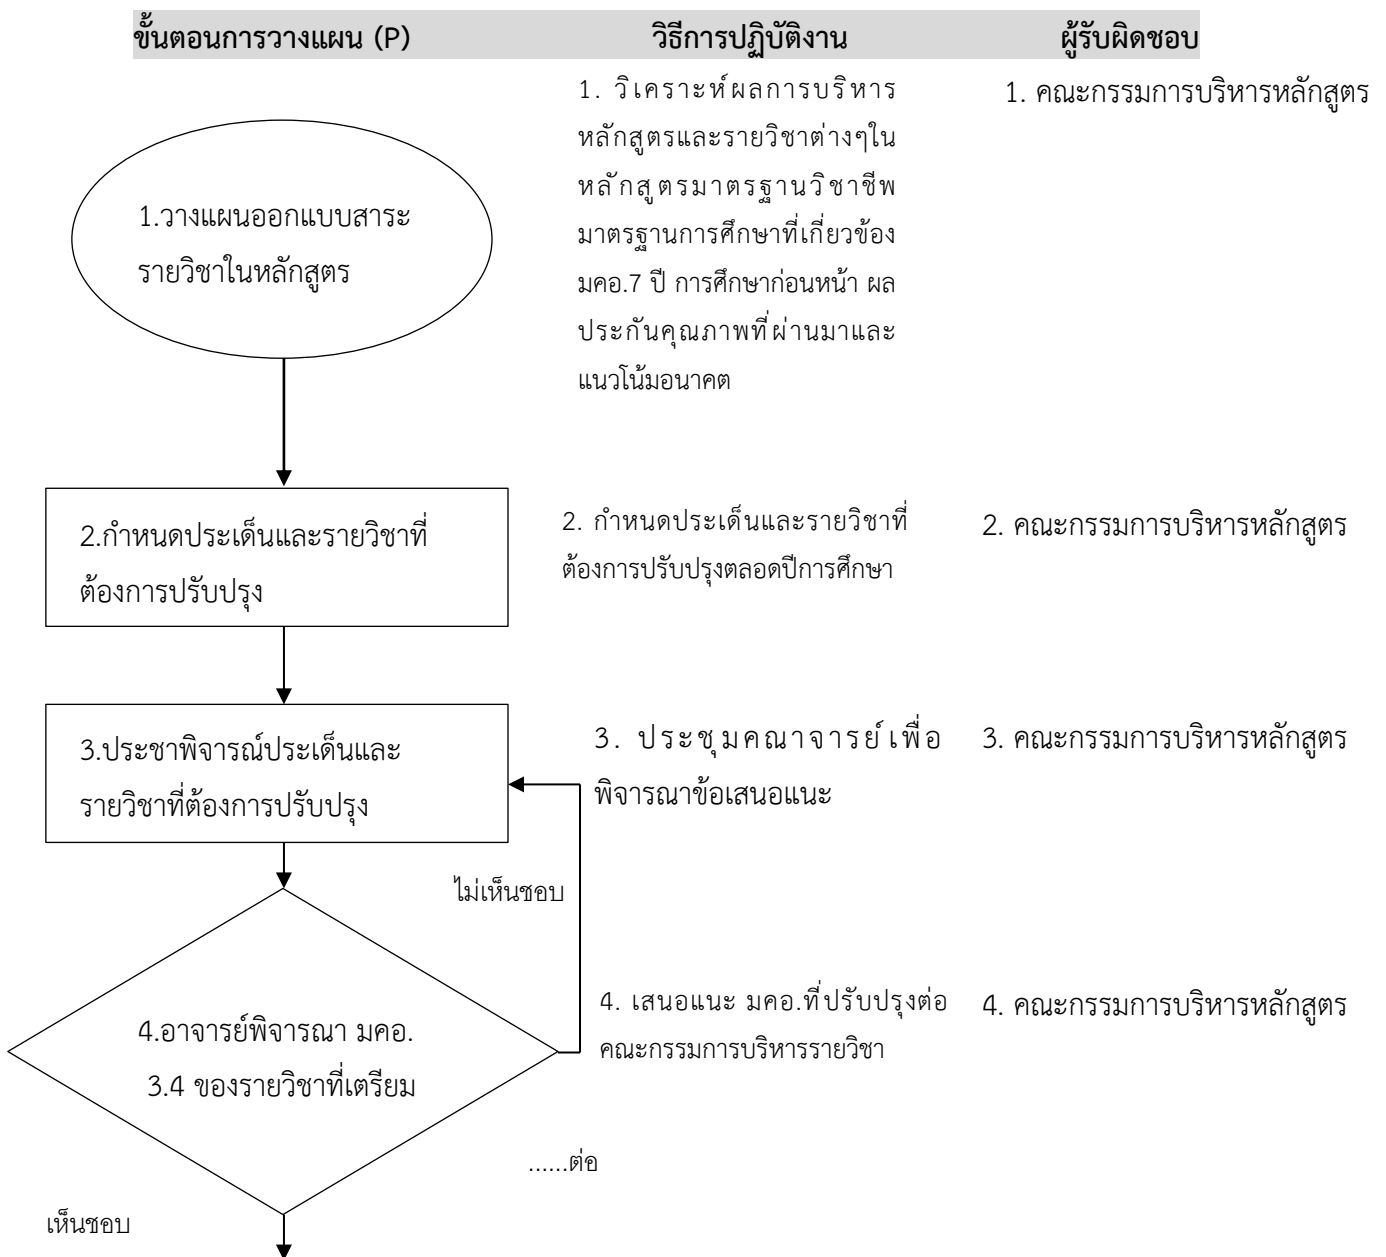 ขั้นตอนการวางแผน (P) วิธีการปฏิบัติงาน ผู้รับผิดชอบ
1.วางแผนออกแบบสาระ
รายวิชาในหลักสูตร
1. วิเคราะห์ผลการบริหาร
หลักสูตรและรายวิชาต่างๆใน
หลักสูตรมาตรฐานวิชาชีพ
มาตรฐานการศึกษาที่เกี่ยวข้อง
มคอ.7 ปี การศึกษาก่อนหน้า ผล
ประกันคุณภาพที่ผ่านมาและ
แนวโน้มอนาคต
1. คณะกรรมการบริหารหลักสูตร
2.กำหนดประเด็นและรายวิชาที่
ต้องการปรับปรุง
2. กำหนดประเด็นและรายวิชาที่
ต้องการปรับปรุงตลอดปีการศึกษา
2. คณะกรรมการบริหารหลักสูตร
3.ประชาพิจารณ์ประเด็นและ
รายวิชาที่ต้องการปรับปรุง
3. ประชุมคณาจารย์เพื่อ
พิจารณาข้อเสนอแนะ
3. คณะกรรมการบริหารหลักสูตร
ไม่เห็นชอบ
4.อาจารย์พิจารณา มคอ.
3.4 ของรายวิชาที่เตรียม
4. เสนอแนะ มคอ.ที่ปรับปรุงต่อ
คณะกรรมการบริหารรายวิชา
4. คณะกรรมการบริหารหลักสูตร
......ต่อ
เห็นชอบ